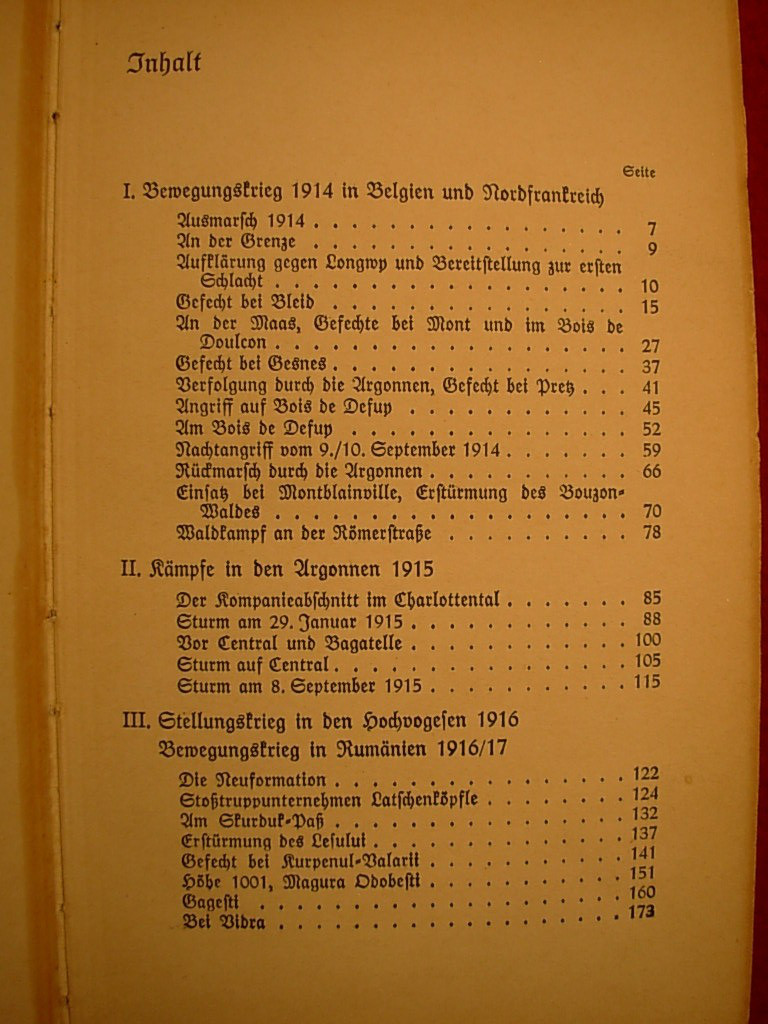 Inhalt
Seite
I. Bewegungskrieg 1914 in Belgien und Nordfrankreich
Ausmarsch 1914 . . . . . . . . . . . . . . . . . 7
An der Grenze . . . . . . . . . . . . . . . . . 9
Aufklärung gegen Longwy und Bereitstellung zur ersten
Schlacht . . . . . . . . . . . . . . . . . . . 10
Gefecht bei Bleid . . . . . . . . . . . . . . . . 15
An der Maas, Gefechte bei Mont und im Bois de
Doulcon . . . . . . . . . . . . . . . . . . . 27
Gefecht bei Gesnes . . . . . . . . . . . . . . . . 37
Verfolgung durch die Argonnen, Gefecht bei Pretz . . . 41
Angriff auf Bois de Defuy . . . . . . . . . . . . 45
Am Bois de Defuy . . . . . . . . . . . . . . . 52
Nachtangriff vom 9./10. September 1914 . . . . . . . 59
Rückmarsch durch die Argonnen . . . . . . . . . . . 66
Einsatz bei Montblainville, Erstürmung des Bouzon-
Waldes . . . . . . . . . . . . . . . . . . . 70
Waldkampf an der Römerstraße . . . . . . . . . . 78
II. Kämpfe in den Argonnen 1915
Der Kompanieabschnitt im Charlottental . . . . . . . 85
Sturm am 29. Januar 1915 . . . . . . . . . . . . 88
Vor Central und Bagatelle . . . . . . . . . . . . 100
Sturm auf Central . . . . . . . . . . . . . . . . 105
Sturm am 8. September 1915 . . . . . . . . . . . 115
III. Stellungskrieg in den Hochvogesen 1916
Bewegungskrieg in Rumänien 1916/17
Die Neuformation . . . . . . . . . . . . . . . . 122
Stoßtruppunternehmen Latschenköpfle . . . . . . . . 124
Am Skurduk-Paß . . . . . . . . . . . . . . . . 132
Erstürmung des Lesului . . . . . . . . . . . . . . 137
Gefecht bei Kurpenul-Valarii . . . . . . . . . . . 141
Höhe 1001, Magura Odobesti . . . . . . . . . . . 151
Gagesti . . . . . . . . . . . . . . . . . . . 160
Bei Vidra . . . . . . . . . . . . . . . . . . 173